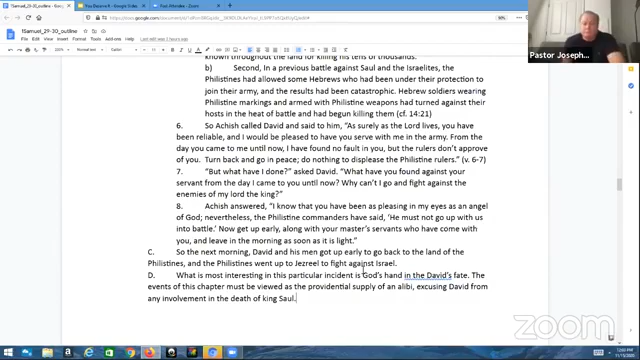 1Samuel_29-30_outline
You Deserve R - Google Slides
Paul Almieake - Zoom
Last edit was 3 hours ago
90%
known throughout the land for killing his tens of thousands.
b) Second, In a previous battle against Saul and the Israelites, the
Philistines had allowed some Hebrews who had been under their protection to
join their army, and the results had been catastrophic. Hebrew soldiers wearing
Philistine markings and armed with Philistine weapons had turned against their
hosts in the heat of battle and had begun killing them (cf. 14:21)
6. So Achish called David and said to him, “As surely as the Lord lives, you have
been reliable, and I would be pleased to have you serve with me in the army. From
the day you came to me until now, I have found no fault in you, but the rulers don’t approve
of you. Turn back and go in peace; do nothing to displease the Philistine rulers.” (v. 6-7)
7. “But what have I done?” asked David. “What have you found against your
servant from the day I came to you until now? Why can’t I go and fight against the
enemies of my lord the king?”
8. Achish answered, “I know that you have been as pleasing in my eyes as an angel
of God; nevertheless, the Philistine commanders have said, ‘He must not go up with us
into battle.’ Now get up early, along with your master’s servants who have come with
you, and leave in the morning as soon as it is light.”
C. So the next morning, David and his men got up early to go back to the land of the
Philistines, and the Philistines went up to Jezreel to fight against Israel.
D. What is most interesting in this particular incident is God’s hand in the David’s fate. The
events of this chapter must be viewed as the providential supply of an alibi, excusing David from
any involvement in the death of king Saul.
Pastor Joseph...
zoom